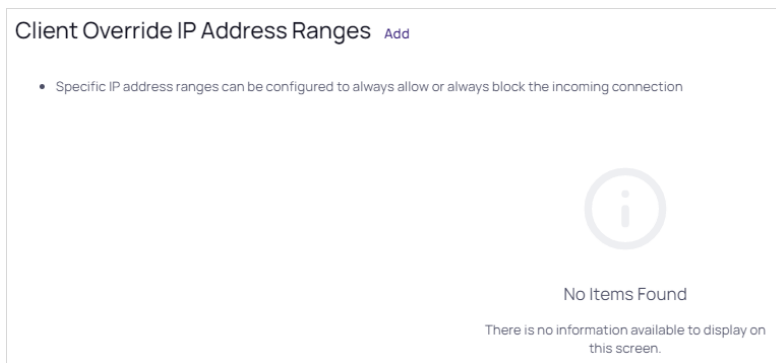 Client Override IP Address Ranges Add
Specific IP address ranges can be configured to always allow or always block the incoming connection
No Items Found
There is no information available to display on
this screen.